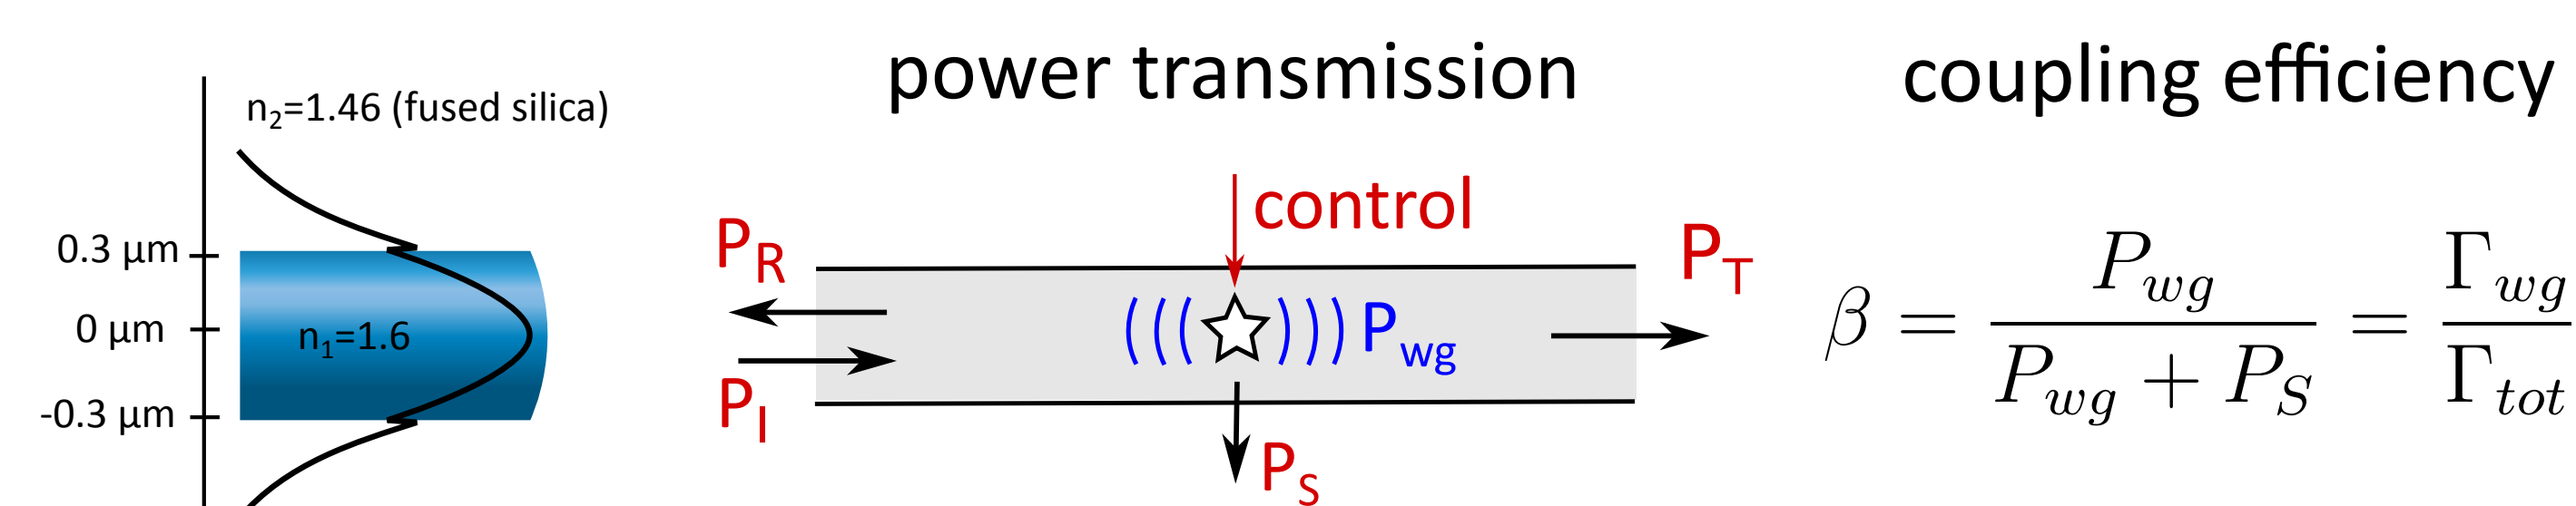 power transmission
coupling efficiency
n₂=1.46 (fused silica)
0.3 µm
0 µm
-0.3 µm
n₁=1.6
control
P_R
P_I
P_wg
P_T
P_S
β = P_wg / (P_wg + P_S) = Γ_wg / Γ_tot